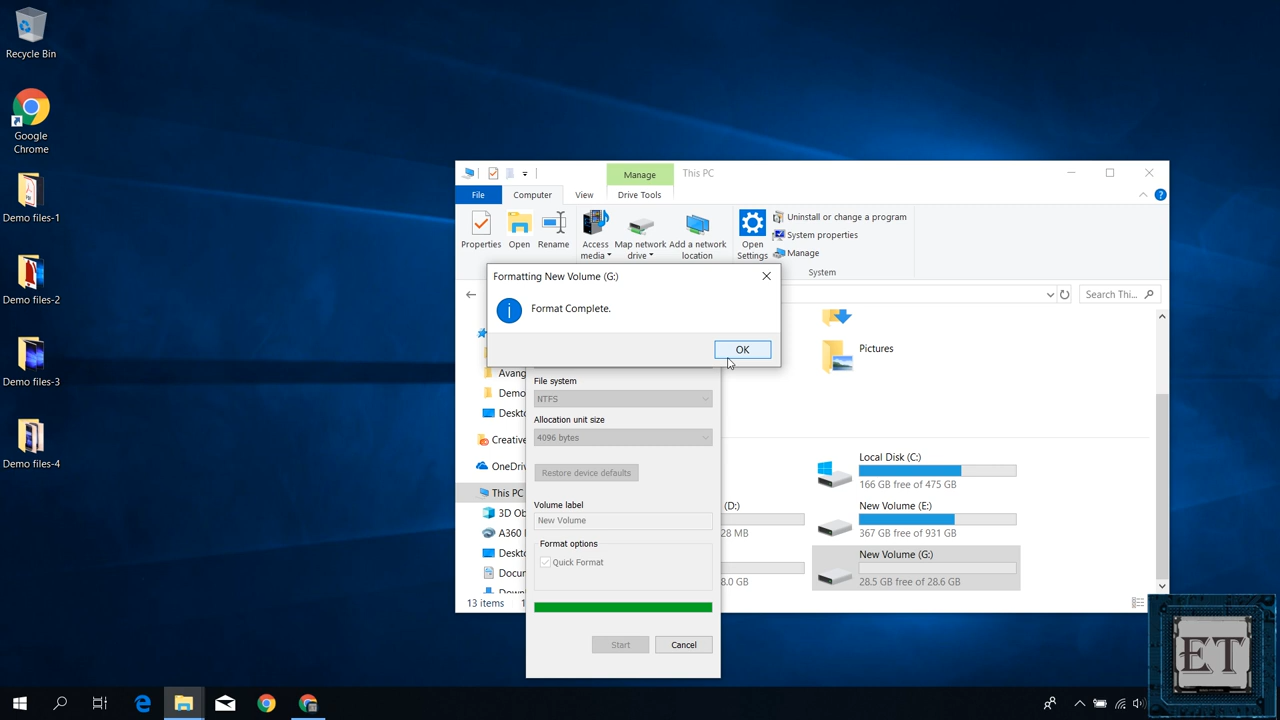 Recycle Bin
Google
Chrome
Demo files-1
Demo files-2
Demo files-3
Demo files-4
Manage
This PC
File
Computer
View
Drive Tools
Properties
Open
Rename
Access
media
Map network
drive
Add a network
location
Open
Settings
Uninstall or change a program
System properties
Manage
System
Search Thi...
Formatting New Volume (G:)
Format Complete.
OK
Avang
Demo
Deskto
Creative
OneDriv
This PC
3D Ob
A360
Deskto
Docum
Downl
File system
NTFS
Allocation unit size
4096 bytes
Restore device defaults
Volume label
New Volume
Format options
Quick Format
Start
Cancel
Pictures
Local Disk (C:)
166 GB free of 475 GB
(D:)
28 MB
New Volume (E:)
367 GB free of 931 GB
8.0 GB
New Volume (G:)
28.5 GB free of 28.6 GB
13 items
ET